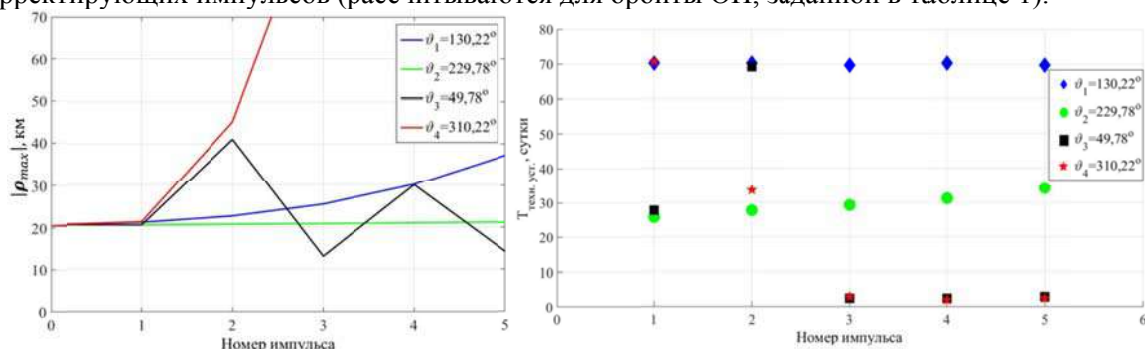 рректирующих импульсов (рассчитываются для орбиты ОИ, заданной в таблице 1).
70
60
50
40
30
20
10
0
|ρmax|, км
0 1 2 3 4 5
Номер импульса
ϑ1=130,22°
ϑ2=229,78°
ϑ3=49,78°
ϑ4=310,22°
80
70
60
50
40
30
20
10
0
Tтехн. уст., сутки
0 1 2 3 4 5 6
Номер импульса
ϑ1=130,22°
ϑ2=229,78°
ϑ3=49,78°
ϑ4=310,22°